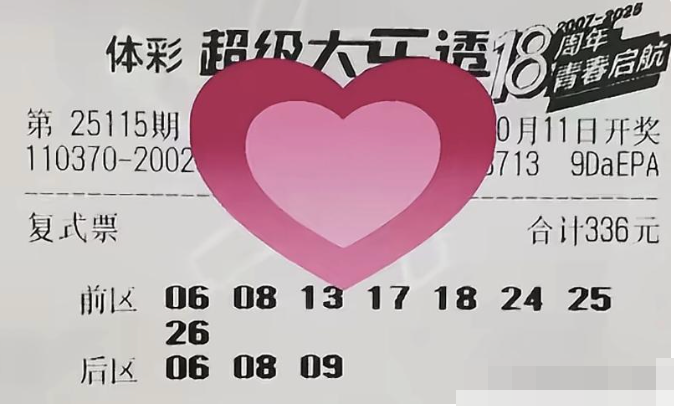 体彩 超级大乐透 18周年
2007-2025
青春启航
第 25115期 0月11日开奖
110370-2002 3713 9DaEPA
复式票 合计336元
前区 06 08 13 17 18 24 25
26
后区 06 08 09